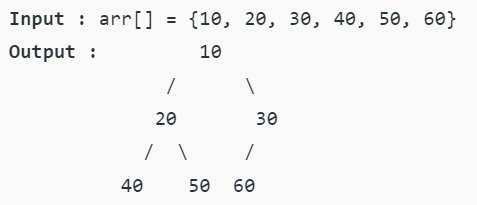 Input : arr[] = {10, 20, 30, 40, 50, 60}
Output :          10
                /      \
               20       30
              /  \     /
            40    50  60